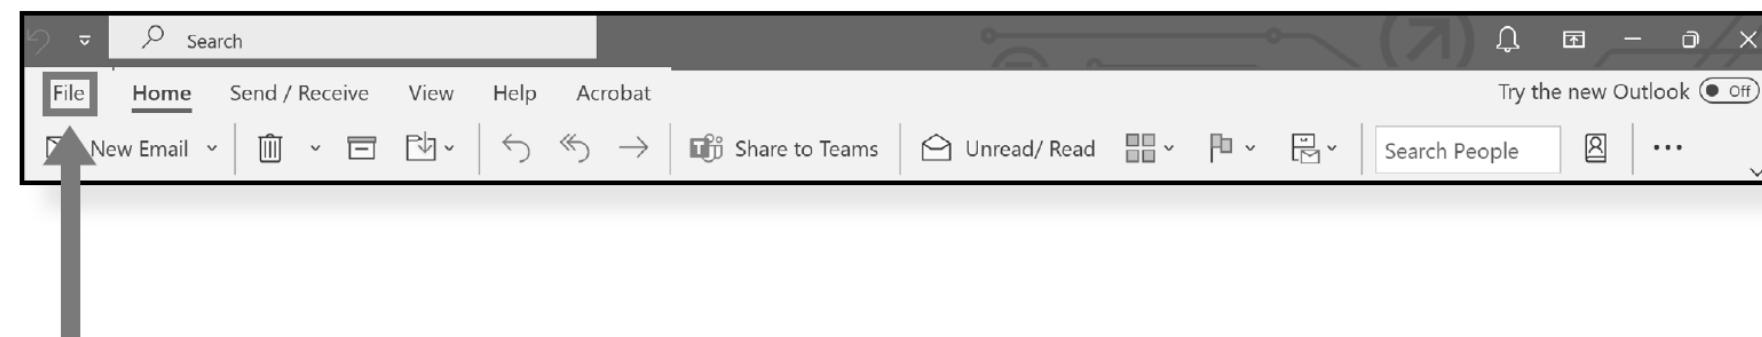 Search
File Home Send / Receive View Help Acrobat Try the new Outlook Off
New Email Share to Teams Unread/ Read Search People